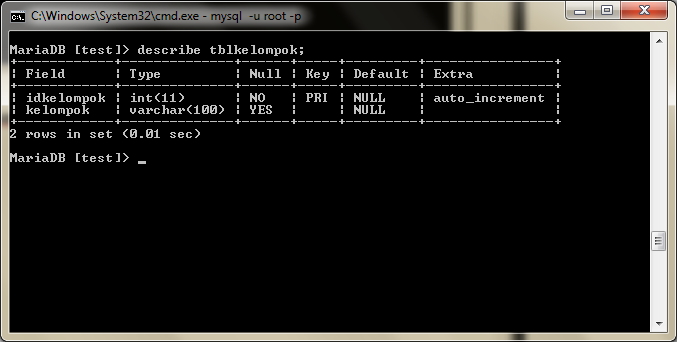 C:\Windows\System32\cmd.exe - mysql -u root -p
MariaDB [test]> describe tblkelompok;
+------------+--------------+------+-----+---------+----------------+
| Field      | Type         | Null | Key | Default | Extra          |
+------------+--------------+------+-----+---------+----------------+
| idkelompok | int(11)      | NO   | PRI | NULL    | auto_increment |
| kelompok   | varchar(100) | YES  |     | NULL    |                |
+------------+--------------+------+-----+---------+----------------+
2 rows in set (0.01 sec)
MariaDB [test]> _